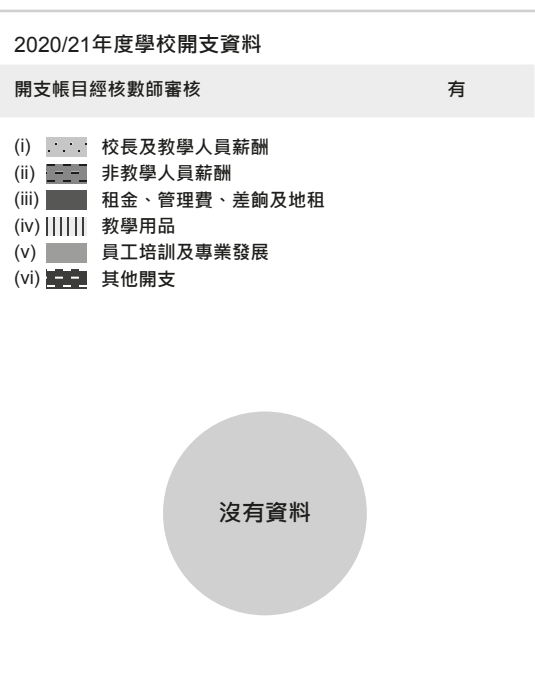 2020/21年度學校開支資料
開支帳目經核數師審核 有
(i) 校長及教學人員薪酬
(ii) 非教學人員薪酬
(iii) 租金、管理費、差餉及地租
(iv) 教學用品
(v) 員工培訓及專業發展
(vi) 其他開支
沒有資料